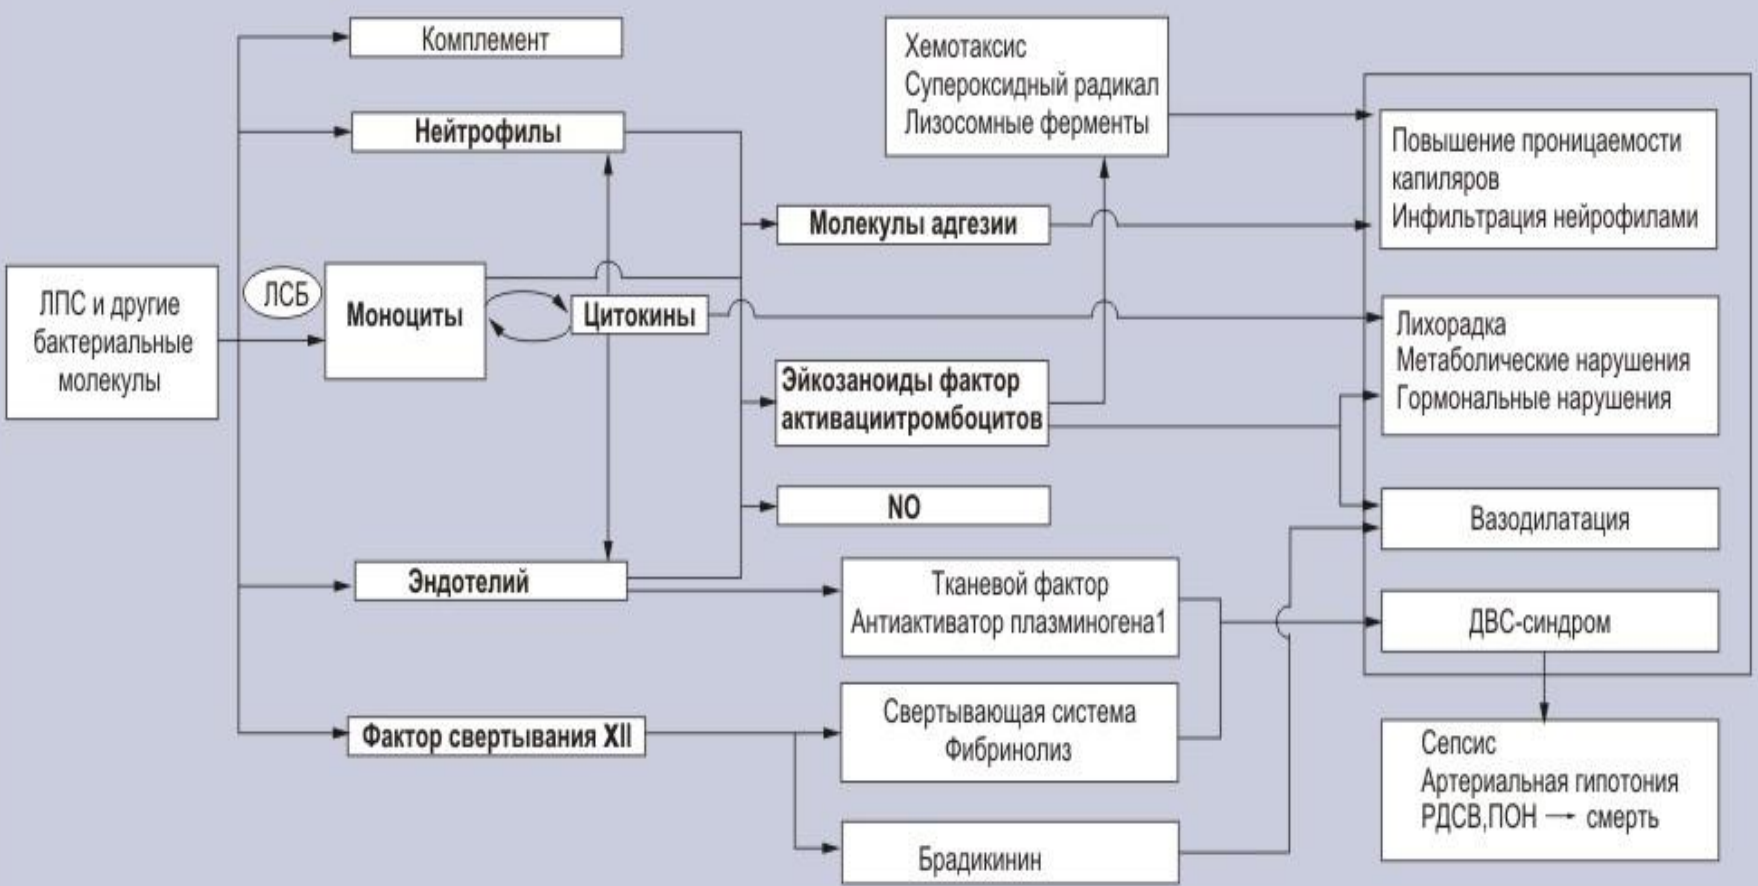 Комплемент
Нейтрофилы
ЛПС и другие
бактериальные
молекулы
ЛСБ
Моноциты
Цитокины
Эндотелий
Фактор свертывания XII
Хемотаксис
Супероксидный радикал
Лизосомные ферменты
Молекулы адгезии
Эйкозаноиды фактор
активациитромбоцитов
NO
Тканевой фактор
Антиактиватор плазминогена1
Свертывающая система
Фибринолиз
Брадикинин
Повышение проницаемости
капиляров
Инфильтрация нейрофилами
Лихорадка
Метаболические нарушения
Гормональные нарушения
Вазодилатация
ДВС-синдром
Сепсис
Артериальная гипотония
РДСВ,ПОН → смерть